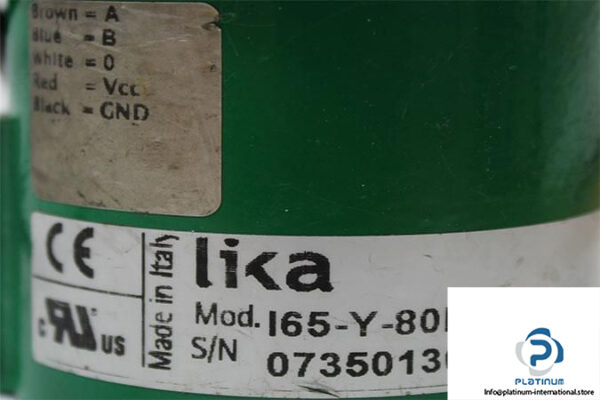 Brown = A
Blue = B
White = 0
Red = Vcc
Black = GND
CE
Made in Italy
lika
c RU US
Mod. I65-Y-80
S/N 0735013
PLATINUM
info@platinum-international.store